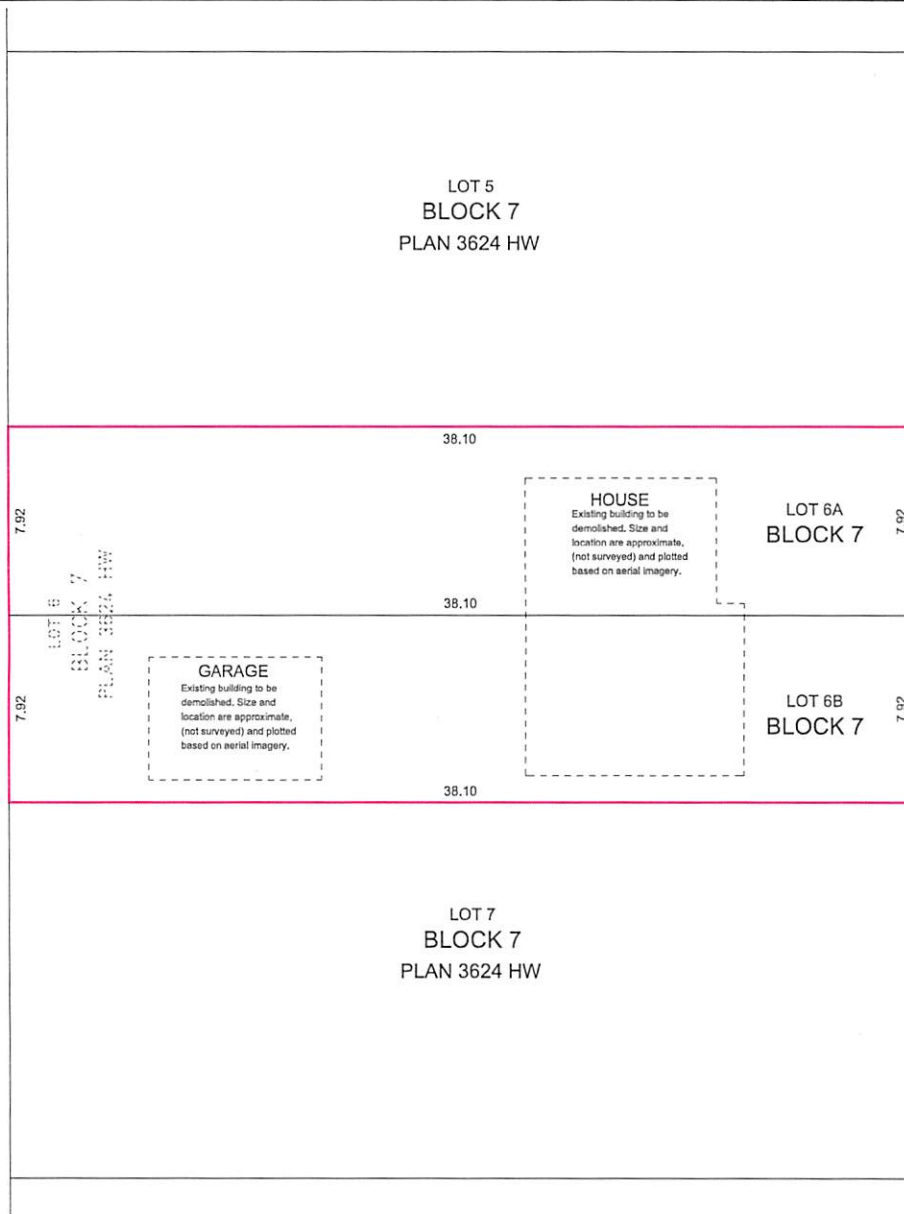 LOT 5
BLOCK 7
PLAN 3624 HW
38.10
7.92
HOUSE
Existing building to be
demolished. Size and
location are approximate,
(not surveyed) and plotted
based on aerial imagery.
LOT 6A
BLOCK 7
7.92
LOT 6
BLOCK 7
PLAN 3624 HW
38.10
7.92
GARAGE
Existing building to be
demolished. Size and
location are approximate,
(not surveyed) and plotted
based on aerial imagery.
LOT 6B
BLOCK 7
7.92
38.10
LOT 7
BLOCK 7
PLAN 3624 HW